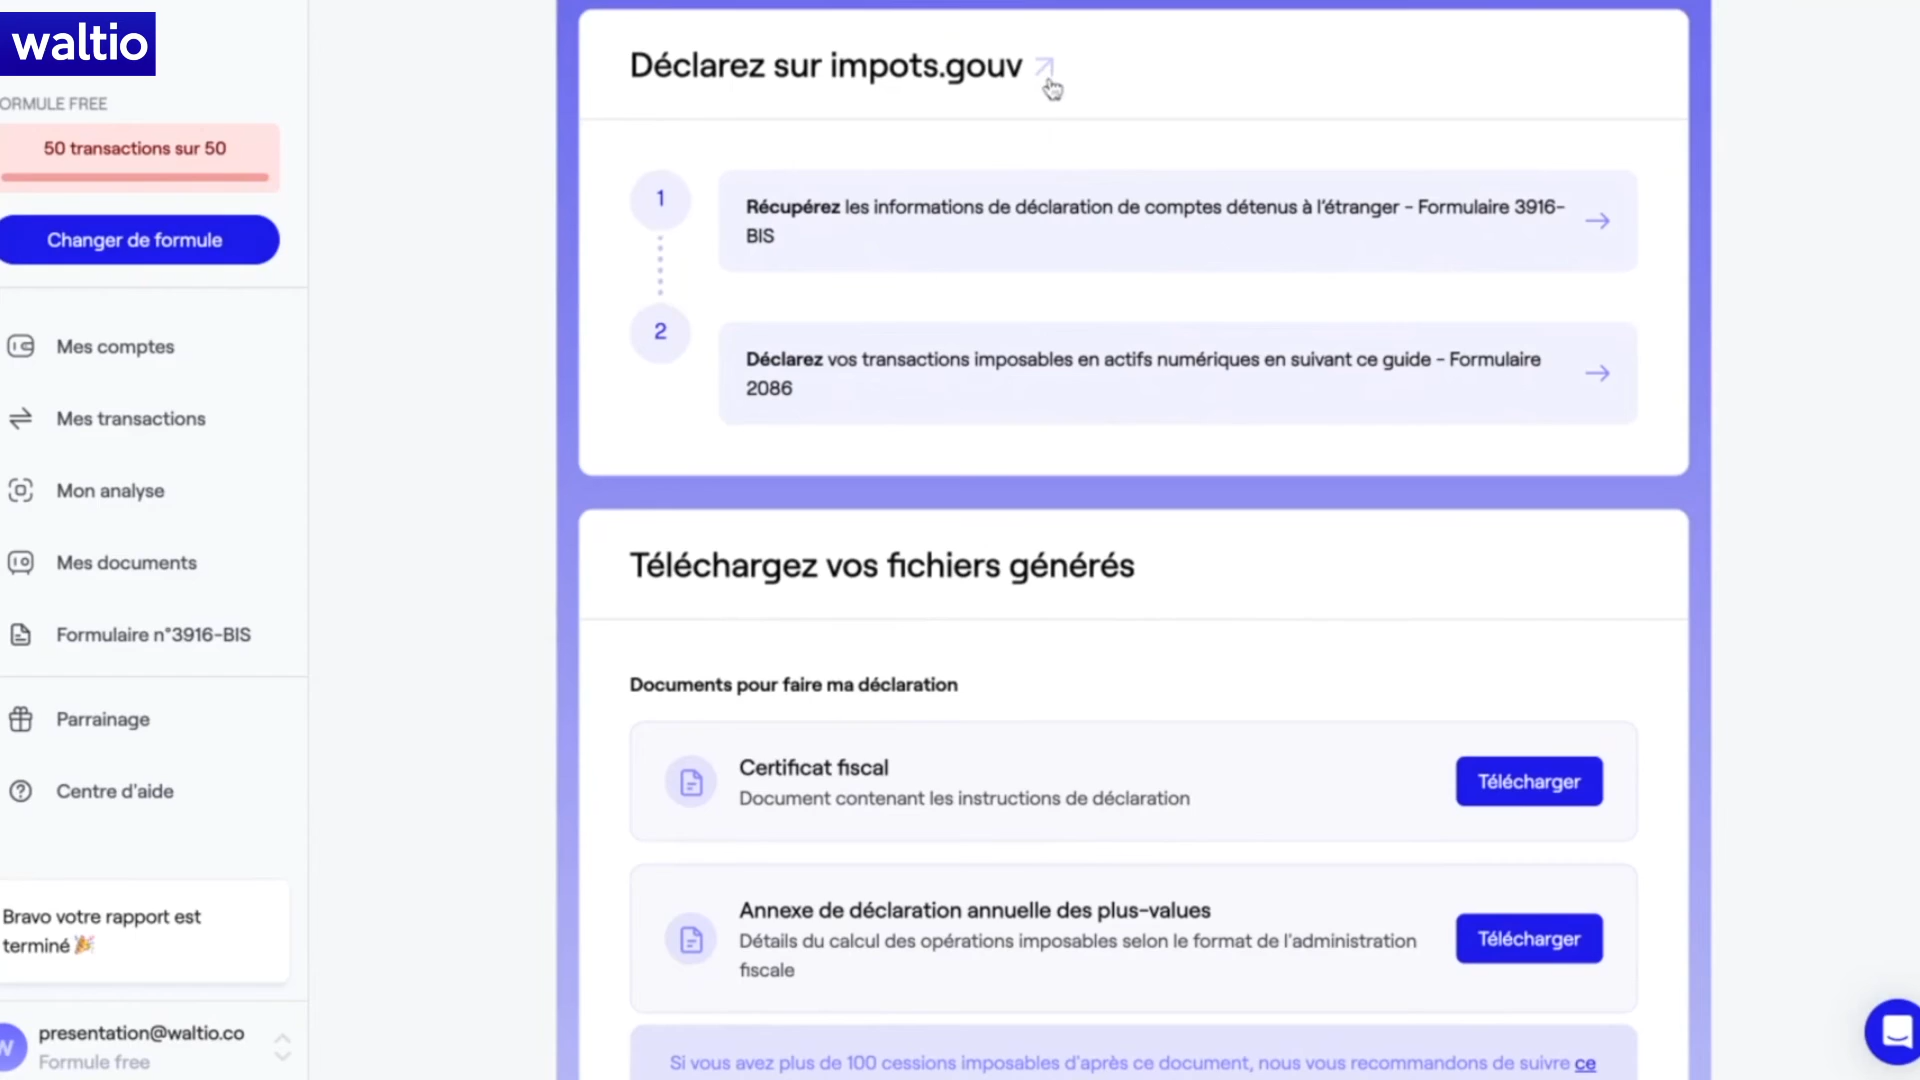 waltio
ORMULE FREE
50 transactions sur 50
Changer de formule
Mes comptes
Mes transactions
Mon analyse
Mes documents
Formulaire n°3916-BIS
Parrainage
Centre d'aide
Bravo votre rapport est
terminé 🎉
W
presentation@waltio.co
Formule free
Déclarez sur impots.gouv
1
Récupérez les informations de déclaration de comptes détenus à l'étranger - Formulaire 3916-
BIS
2
Déclarez vos transactions imposables en actifs numériques en suivant ce guide - Formulaire
2086
Téléchargez vos fichiers générés
Documents pour faire ma déclaration
Certificat fiscal
Document contenant les instructions de déclaration
Télécharger
Annexe de déclaration annuelle des plus-values
Détails du calcul des opérations imposables selon le format de l'administration
fiscale
Télécharger
Si vous avez plus de 100 cessions imposables d'après ce document, nous vous recommandons de suivre ce